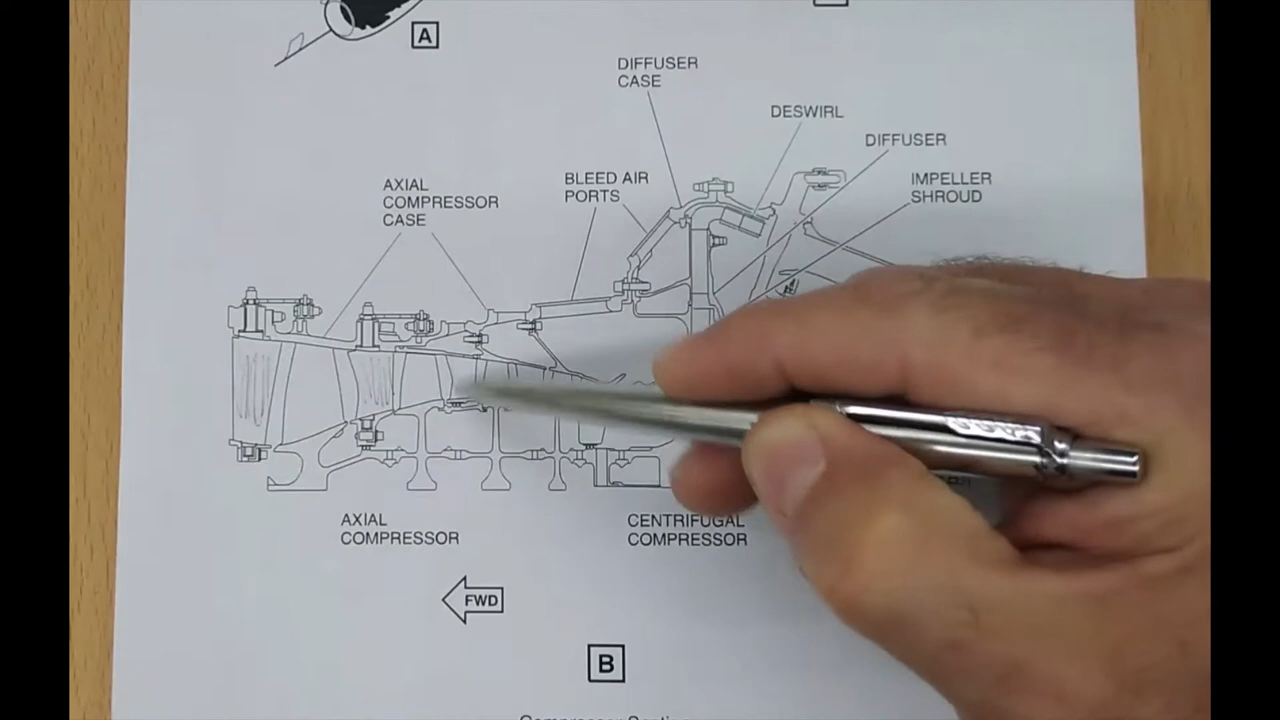 A
DIFFUSER
CASE
DESWIRL
DIFFUSER
IMPELLER
SHROUD
BLEED AIR
PORTS
AXIAL
COMPRESSOR
CASE
AXIAL
COMPRESSOR
CENTRIFUGAL
COMPRESSOR
FWD
B